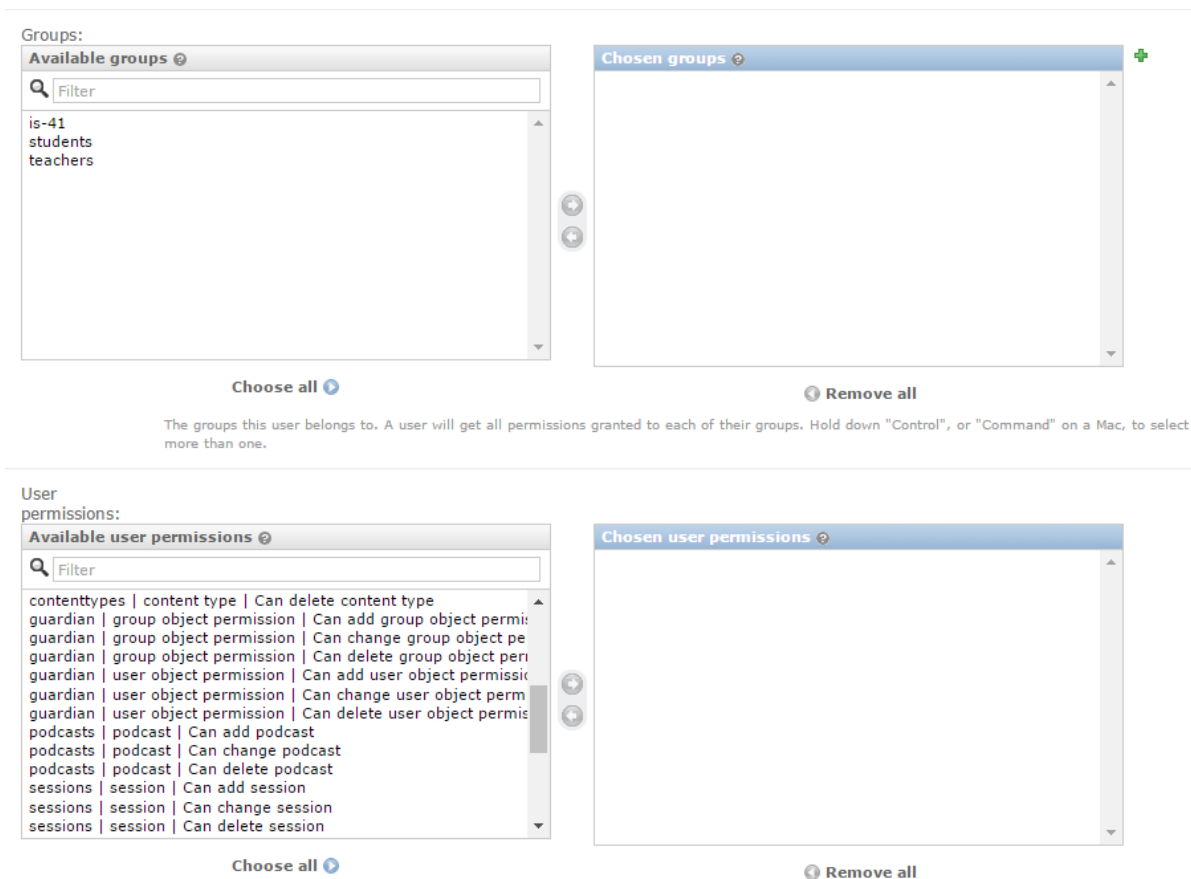 Groups:
Available groups
Chosen groups
Filter
is-41
students
teachers
Choose all
Remove all
The groups this user belongs to. A user will get all permissions granted to each of their groups. Hold down "Control", or "Command" on a Mac, to select
more than one.
User
permissions:
Available user permissions
Chosen user permissions
Filter
contenttypes | content type | Can delete content type
guardian | group object permission | Can add group object permis
guardian | group object permission | Can change group object pe
guardian | group object permission | Can delete group object peri
guardian | user object permission | Can add user object permissic
guardian | user object permission | Can change user object perm
guardian | user object permission | Can delete user object permis
podcasts | podcast | Can add podcast
podcasts | podcast | Can change podcast
podcasts | podcast | Can delete podcast
sessions | session | Can add session
sessions | session | Can change session
sessions | session | Can delete session
Choose all
Remove all